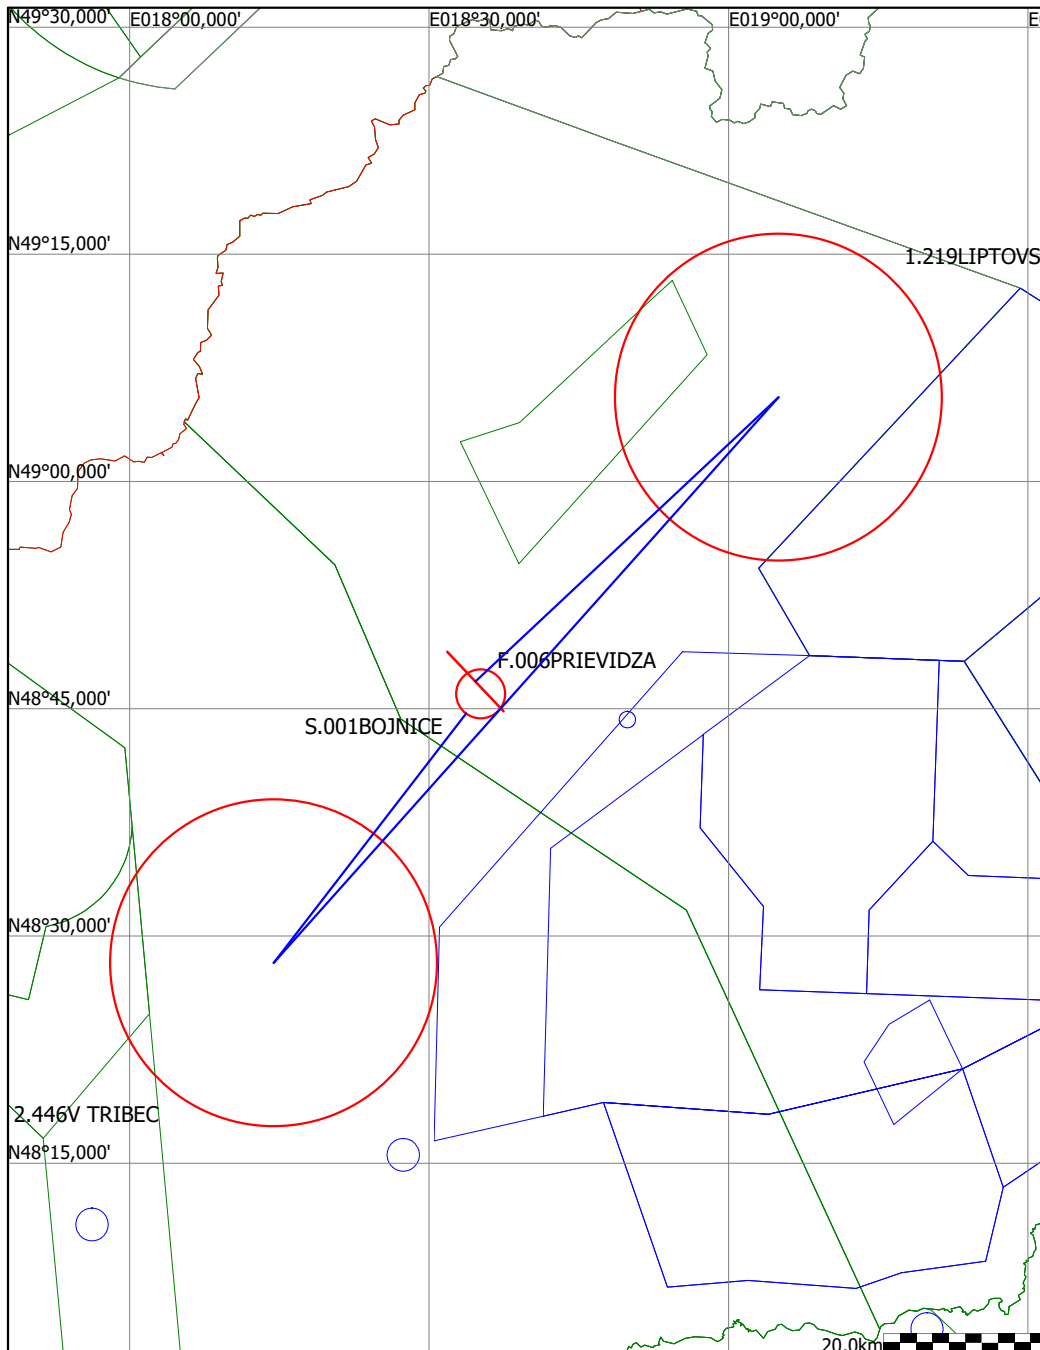 N49°30,000'
E018°00,000'
E018°30,000'
E019°00,000'
E
N49°15,000'
1.219LIPTOVS
N49°00,000'
F.006PRIEVIDZA
N48°45,000'
S.001BOJNICE
N48°30,000'
2.446V TRIBEC
N48°15,000'
20.0km